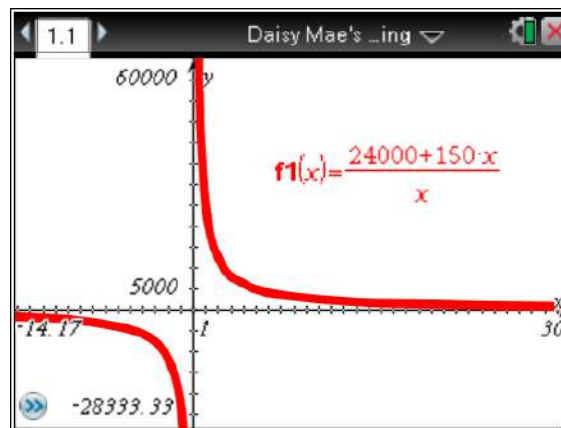 1.1 Daisy Mae's ...ing
60000 y
f1(x)=24000+150·x
x
5000
x
-14.17 -1 30
-28333.33